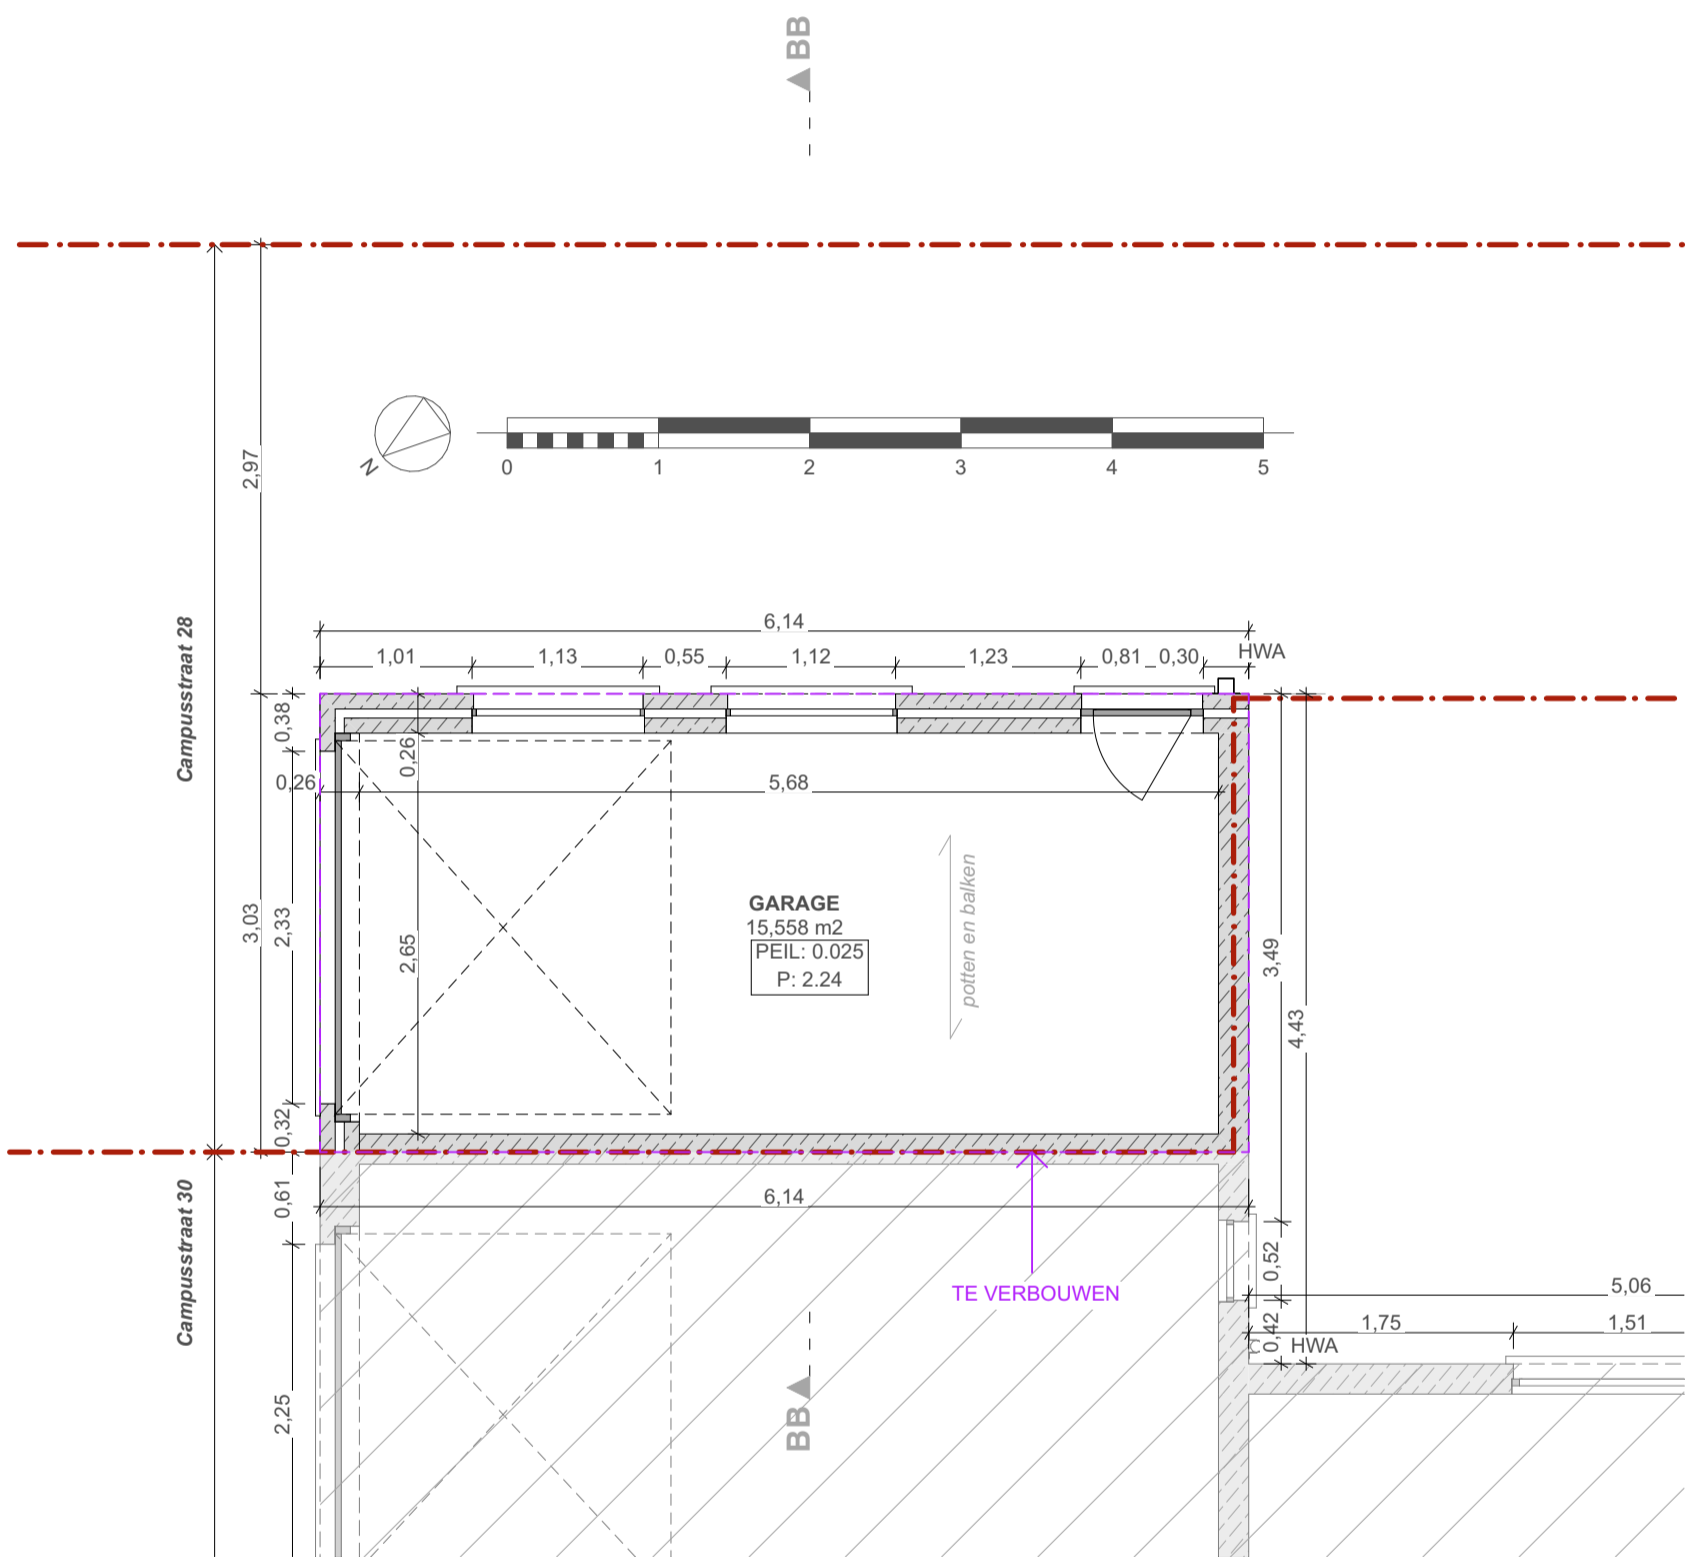 BB
2,97
N
0
1
2
3
4
5
Campusstraat 28
6,14
HWA
1,01
1,13
0,55
1,12
1,23
0,81
0,30
0,38
0,26
0,26
5,68
GARAGE
15,558 m2
PEIL: 0.025
P: 2.24
potten en balken
3,03
2,33
2,65
3,49
4,43
0,32
Campusstraat 30
0,61
6,14
TE VERBOUWEN
0,52
5,06
0,42
HWA
1,75
1,51
2,25
BB